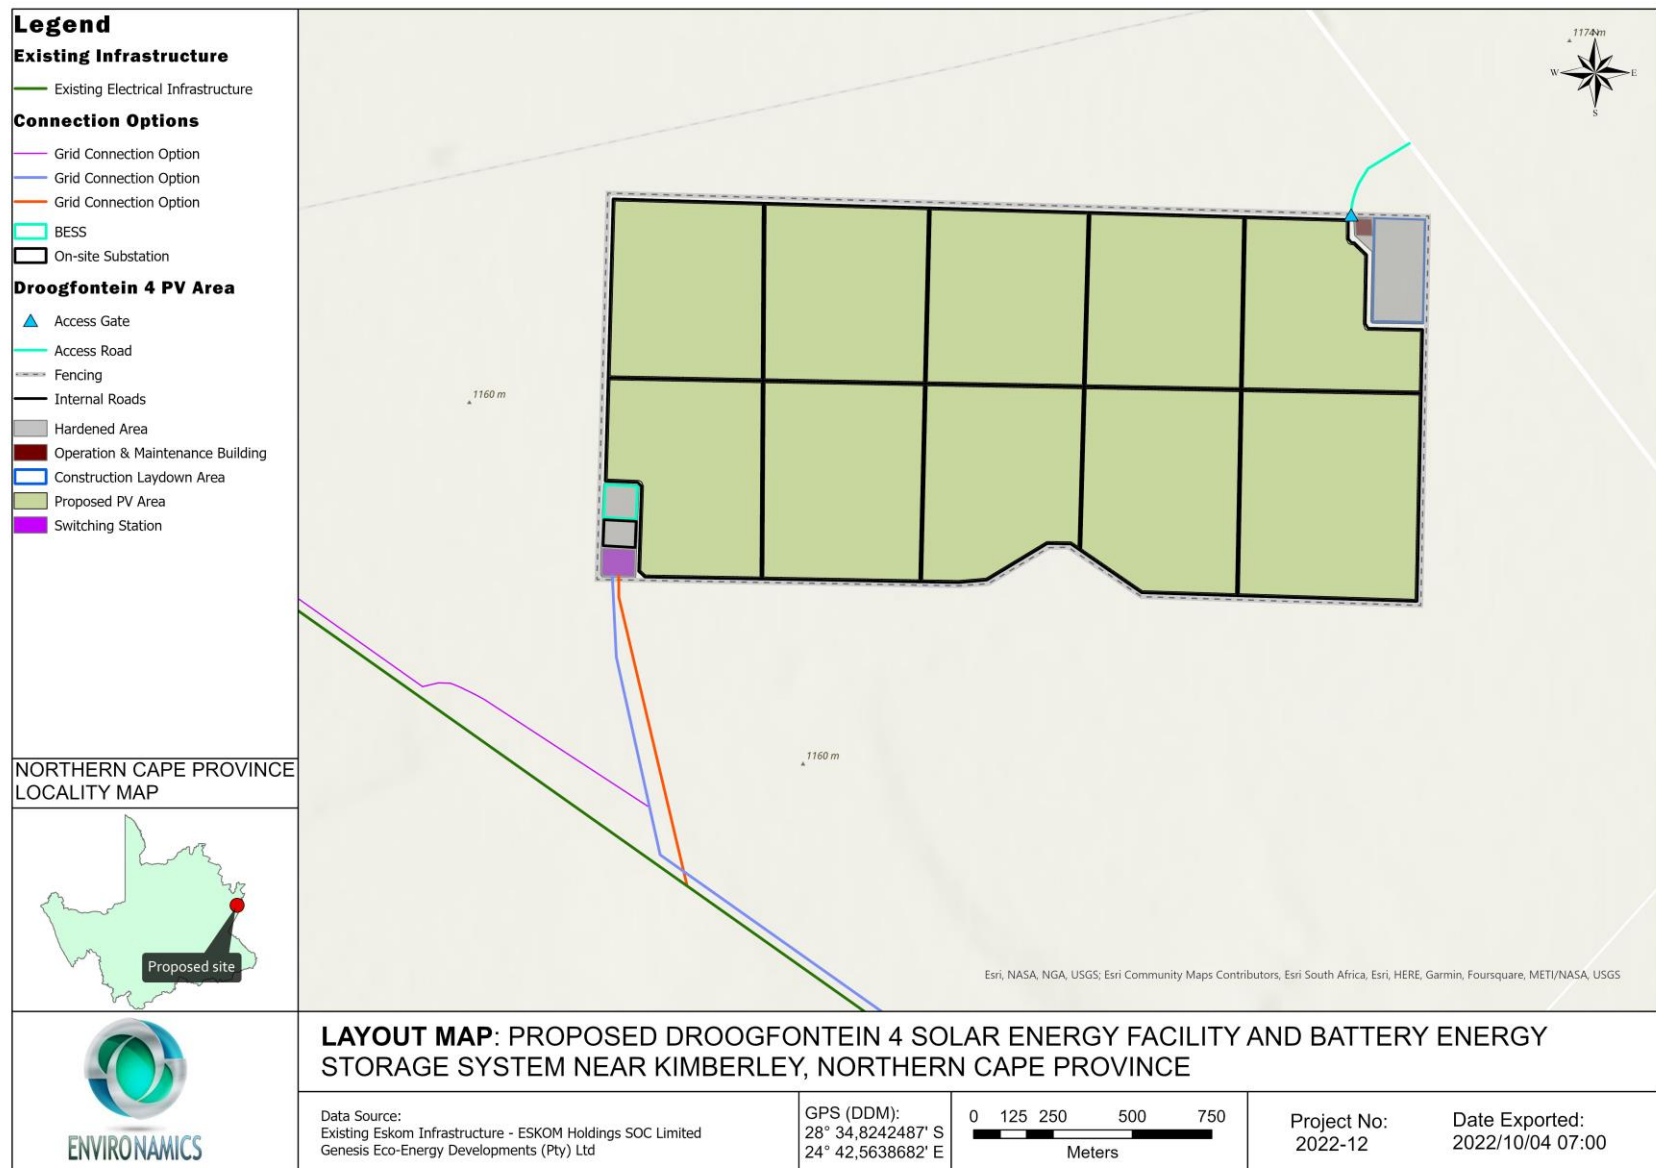 Legend
Existing Infrastructure
Existing Electrical Infrastructure
Connection Options
Grid Connection Option
Grid Connection Option
Grid Connection Option
BESS
On-site Substation
Droogfontein 4 PV Area
Access Gate
Access Road
Fencing
Internal Roads
Hardened Area
Operation & Maintenance Building
Construction Laydown Area
Proposed PV Area
Switching Station
NORTHERN CAPE PROVINCE
LOCALITY MAP
Proposed site
ENVIRONAMICS
1174 m
N
W
E
S
1160 m
1160 m
Esri, NASA, NGA, USGS; Esri Community Maps Contributors, Esri South Africa, Esri, HERE, Garmin, Foursquare, METI/NASA, USGS
LAYOUT MAP: PROPOSED DROOGFONTEIN 4 SOLAR ENERGY FACILITY AND BATTERY ENERGY
STORAGE SYSTEM NEAR KIMBERLEY, NORTHERN CAPE PROVINCE
Data Source:
Existing Eskom Infrastructure - ESKOM Holdings SOC Limited
Genesis Eco-Energy Developments (Pty) Ltd
GPS (DDM):
28° 34,8242487' S
24° 42,5638682' E
0 125 250 500 750
Meters
Project No:
2022-12
Date Exported:
2022/10/04 07:00